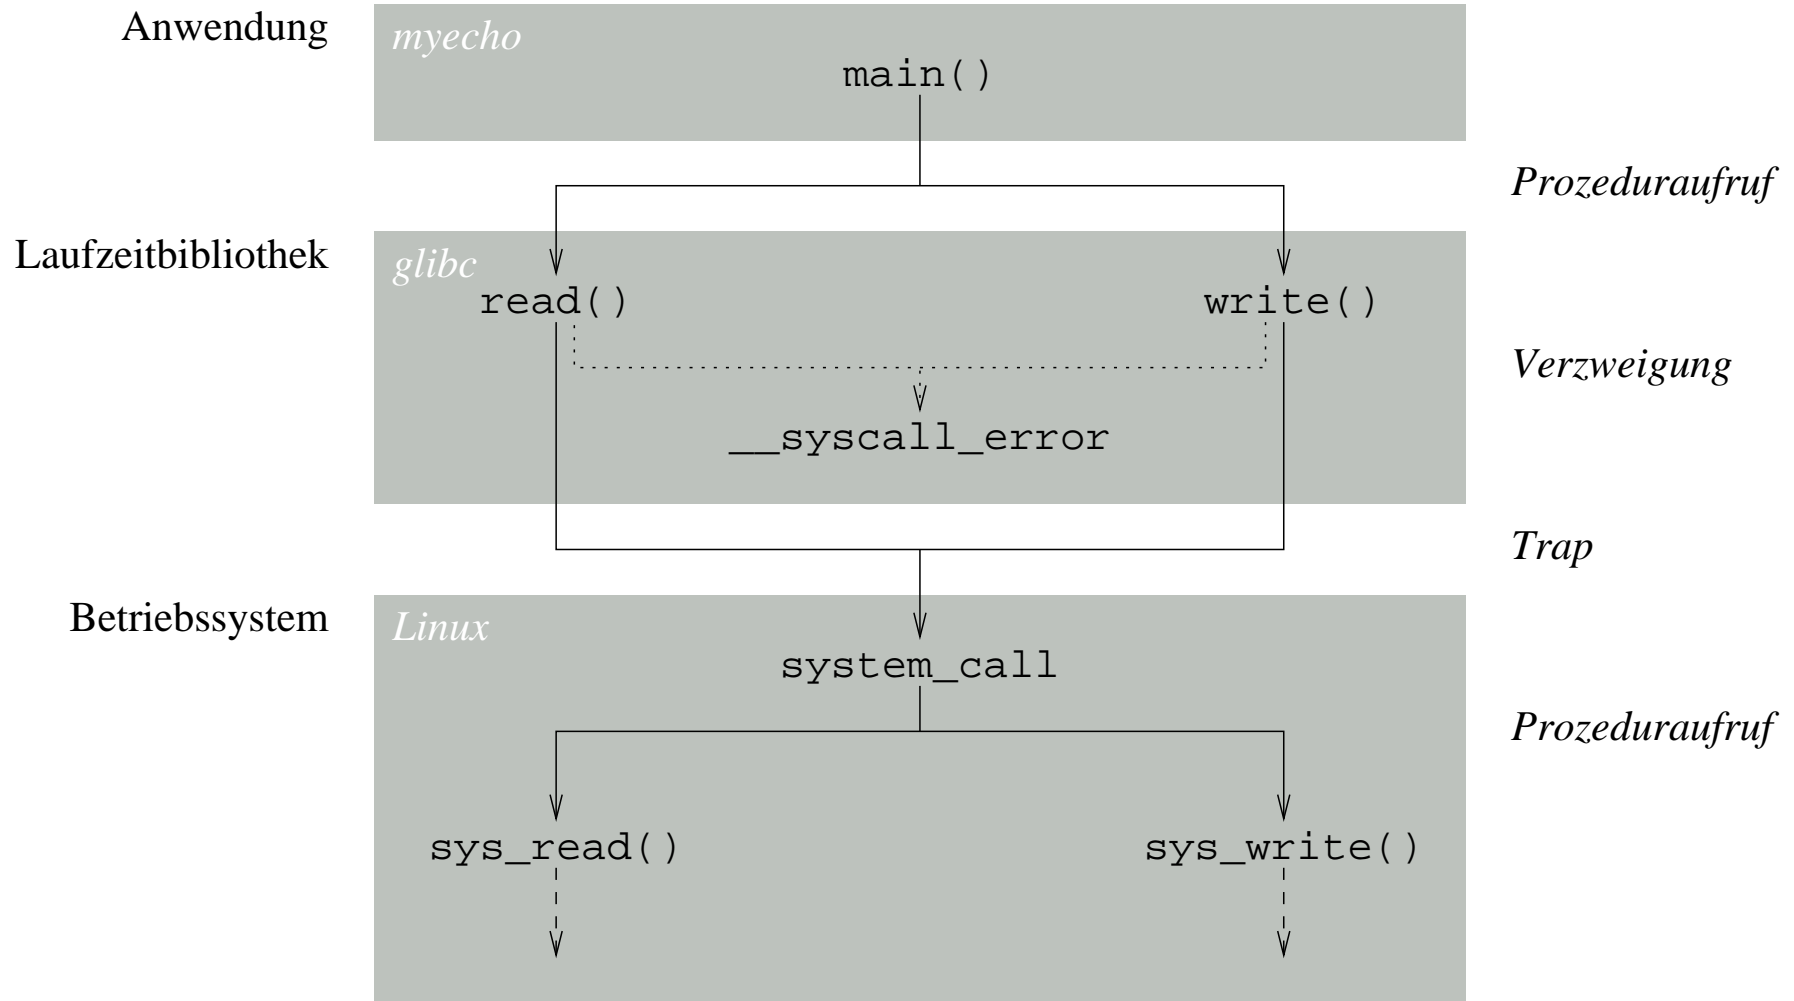 Anwendung
myecho
main()
Prozeduraufruf
Laufzeitbibliothek
glibc
read()
write()
Verzweigung
__syscall_error
Trap
Betriebssystem
Linux
system_call
Prozeduraufruf
sys_read()
sys_write()